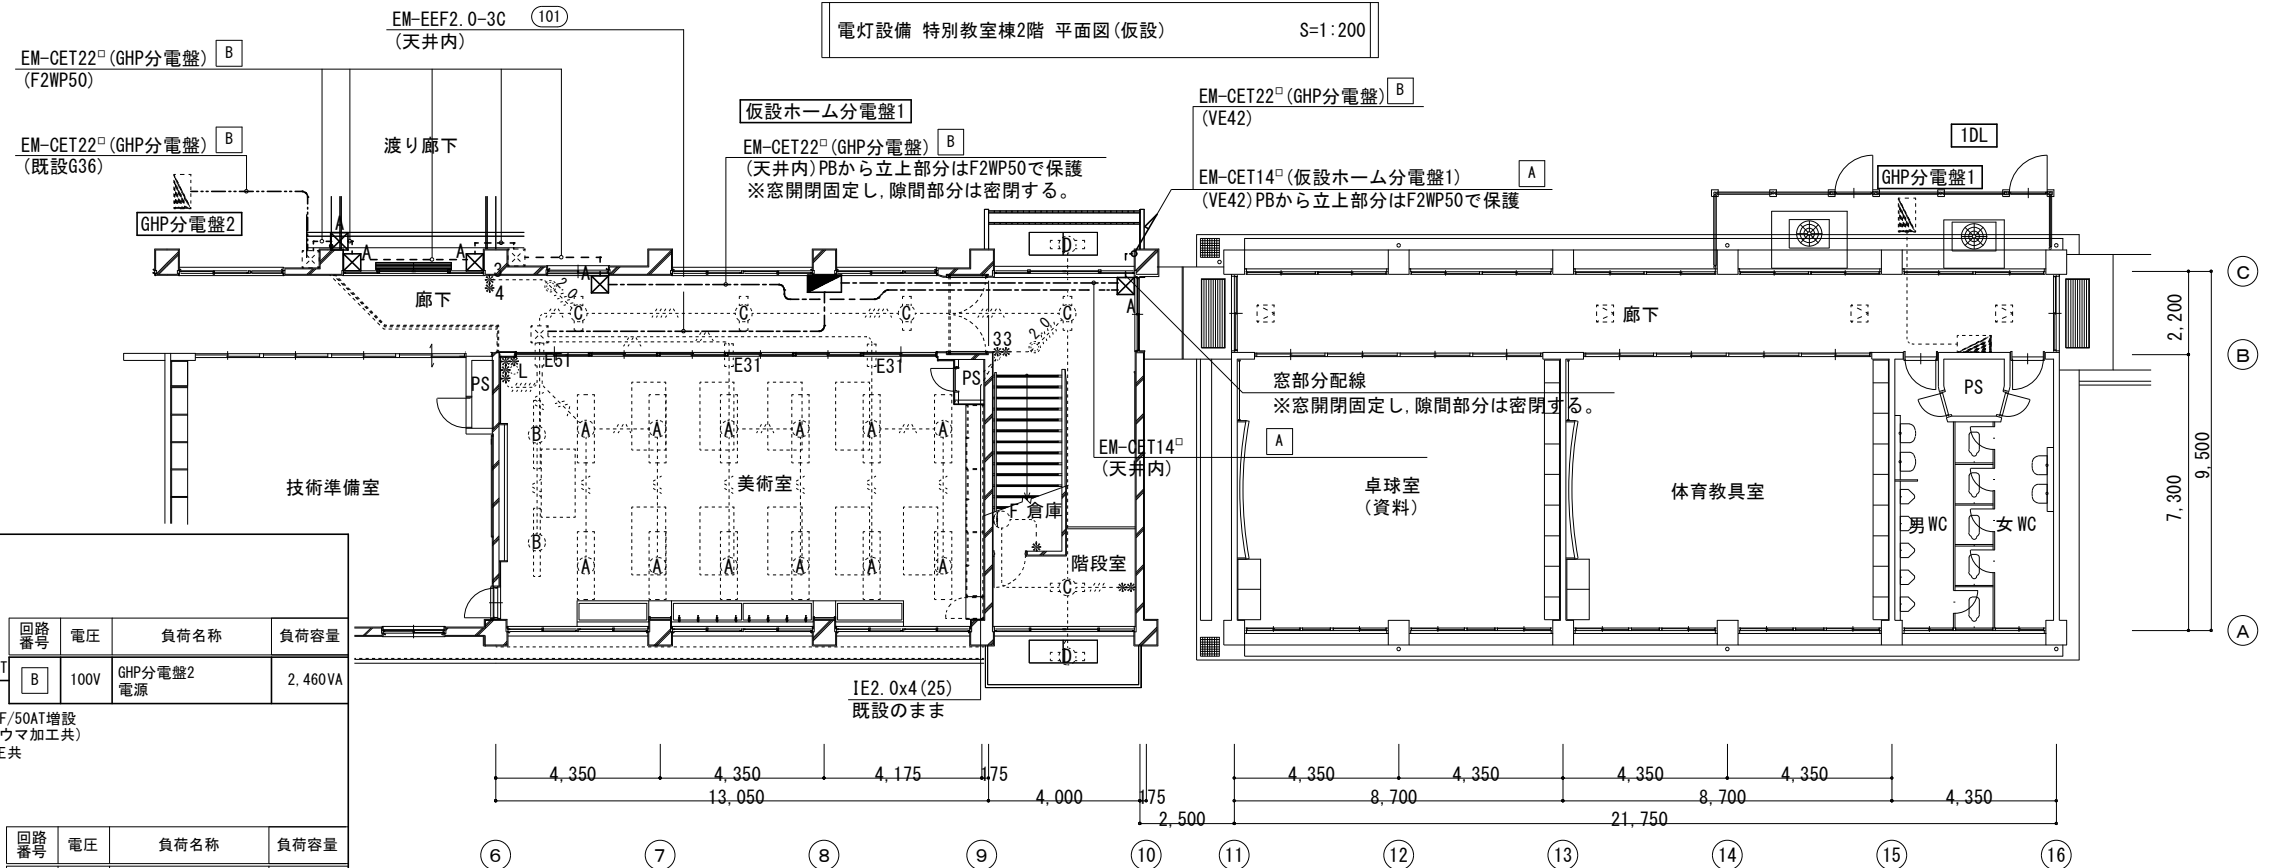 電灯設備 特別教室棟2階 平面図(仮設) S=1:200
EM-EEF2.0-3C 101
(天井内)
EM-CET22□(GHP分電盤) B
(F2WP50)
EM-CET22□(GHP分電盤) B
(既設G36)
GHP分電盤2
渡り廊下
仮設ホーム分電盤1
EM-CET22□(GHP分電盤) B
(天井内)PBから立上部分はF2WP50で保護
※窓開閉固定し,隙間部分は密閉する。
EM-CET22□(GHP分電盤) B
(VE42)
EM-CET14□(仮設ホーム分電盤1) A
(VE42)PBから立上部分はF2WP50で保護
1DL
GHP分電盤1
A
A
A
A
A
D
3
4
2.0
C
C
C
C
2.0
33
廊下
廊下
E51
E31
E31
L
PS
PS
PS
窓部分配線
※窓開閉固定し,隙間部分は密閉する。
EM-CET14□ A
(天井内)
B
A
A
A
A
A
A
技術準備室
美術室
F 倉庫
卓球室
(資料)
体育教具室
男WC
女WC
B
A
A
A
A
A
A
階段室
C
D
IE2.0x4(25)
既設のまま
C
B
A
2,200
7,300
9,500
回路番号 電圧 負荷名称 負荷容量
T
B 100V GHP分電盤2 電源 2,460VA
F/50AT増設
ウマ加工共)
正共
回路番号 電圧 負荷名称 負荷容量
4,350 4,350 4,175 175
13,050 4,000 175
2,500
4,350 4,350 4,350 4,350
8,700 8,700 4,350
21,750
6 7 8 9 10 11 12 13 14 15 16